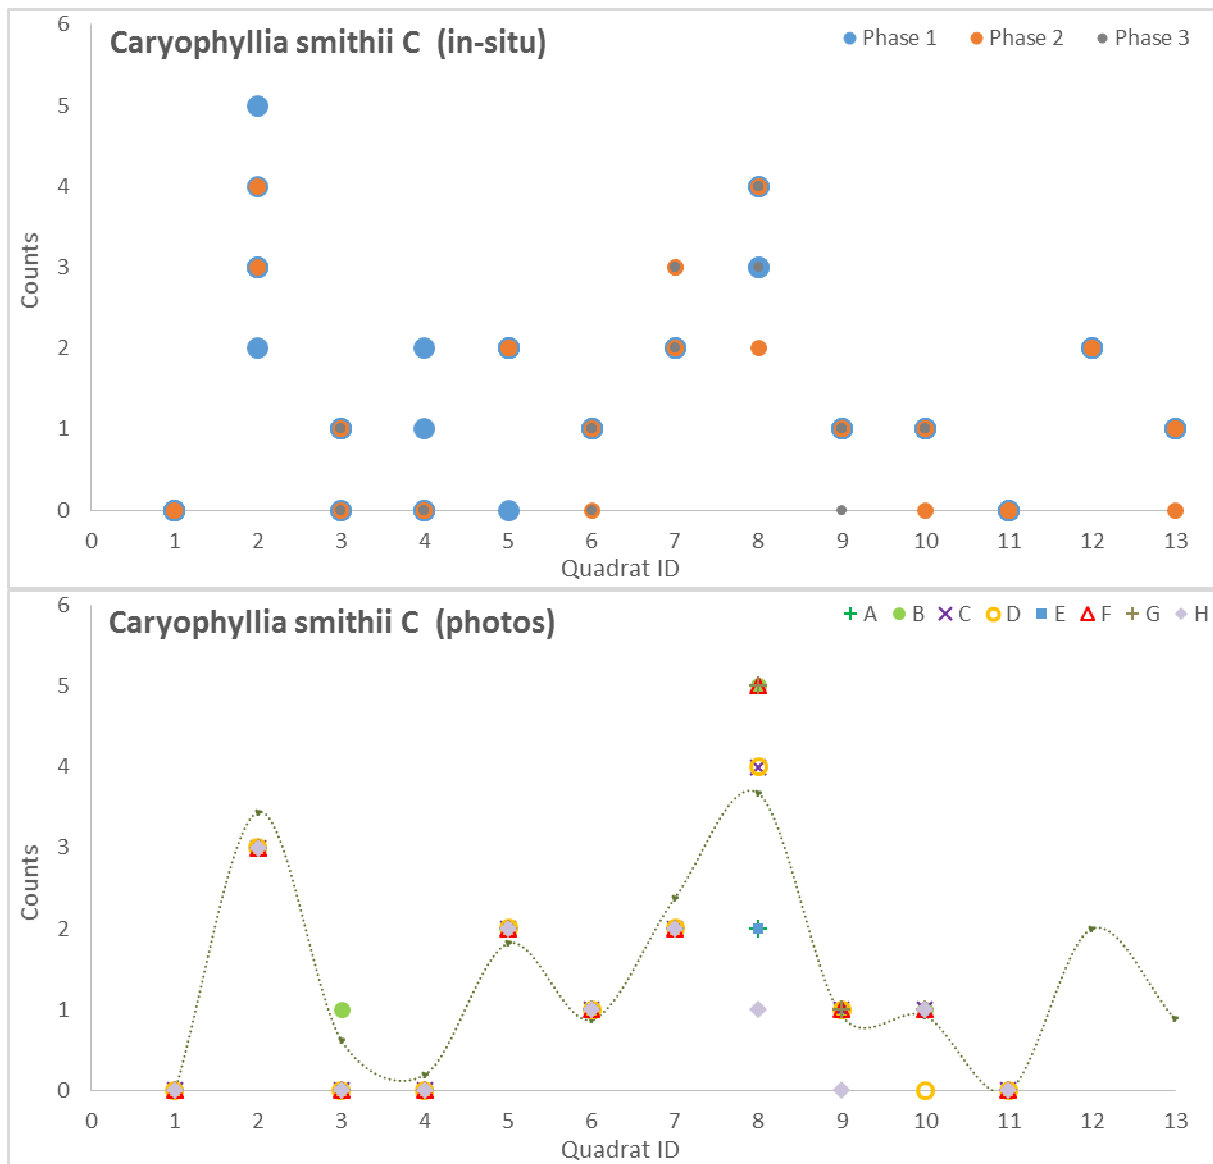 Caryophyllia smithii C (in-situ)
Phase 1 Phase 2 Phase 3
6
5
4
3
2
1
0
Counts
0 1 2 3 4 5 6 7 8 9 10 11 12 13
Quadrat ID
Caryophyllia smithii C (photos)
A B C D E F G H
6
5
4
3
2
1
0
Counts
0 1 2 3 4 5 6 7 8 9 10 11 12 13
Quadrat ID